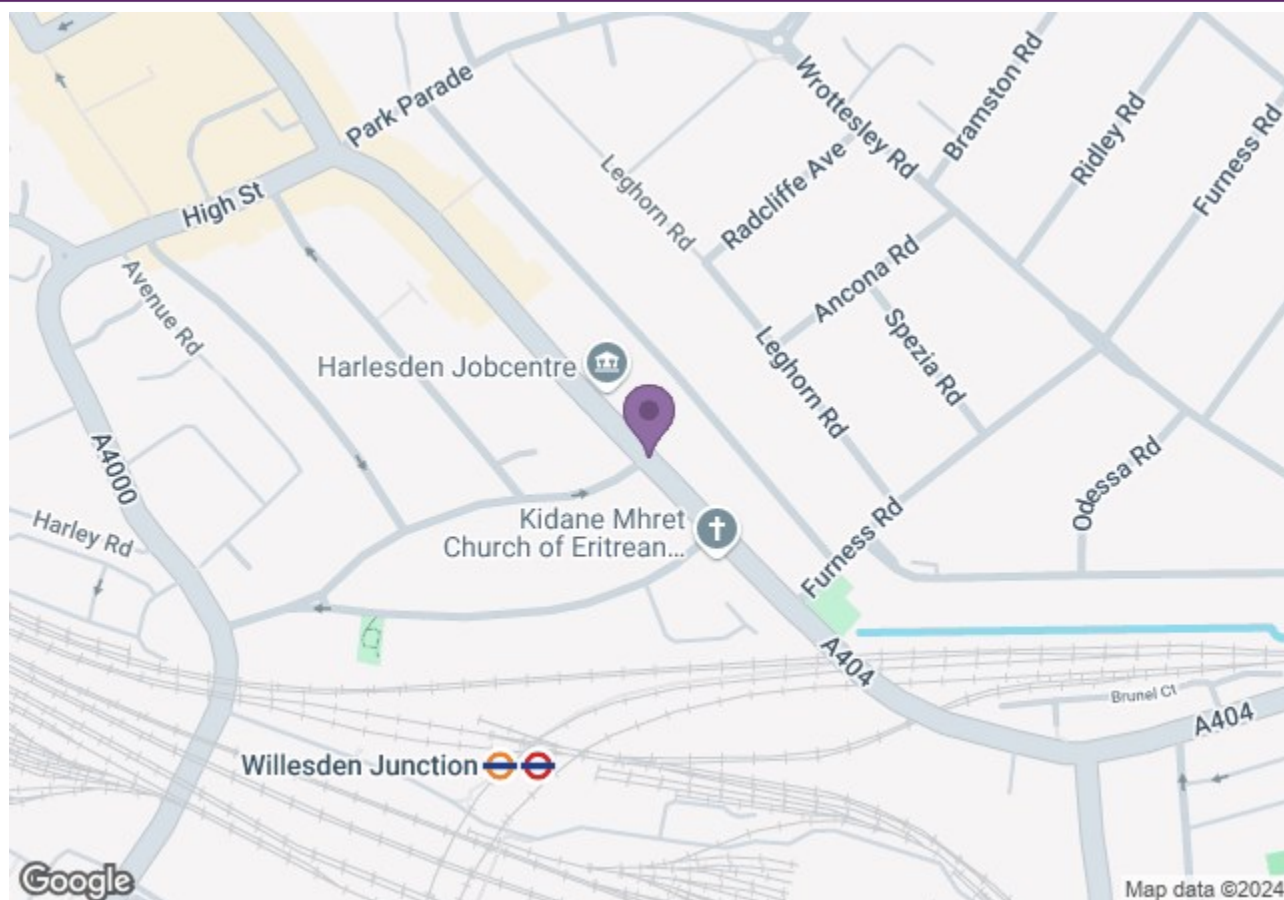 Park Parade
Wrottesley Rd
Bramston Rd
Ridley Rd
Furness Rd
High St
Leghorn Rd
Radcliffe Ave
Ancona Rd
Avenue Rd
Spezia Rd
Leghorn Rd
Harlesden Jobcentre
A4000
Odessa Rd
Harley Rd
Kidane Mhret
Church of Eritrean...
Furness Rd
A404
Brunel Ct
A404
Willesden Junction
Google
Map data ©2024